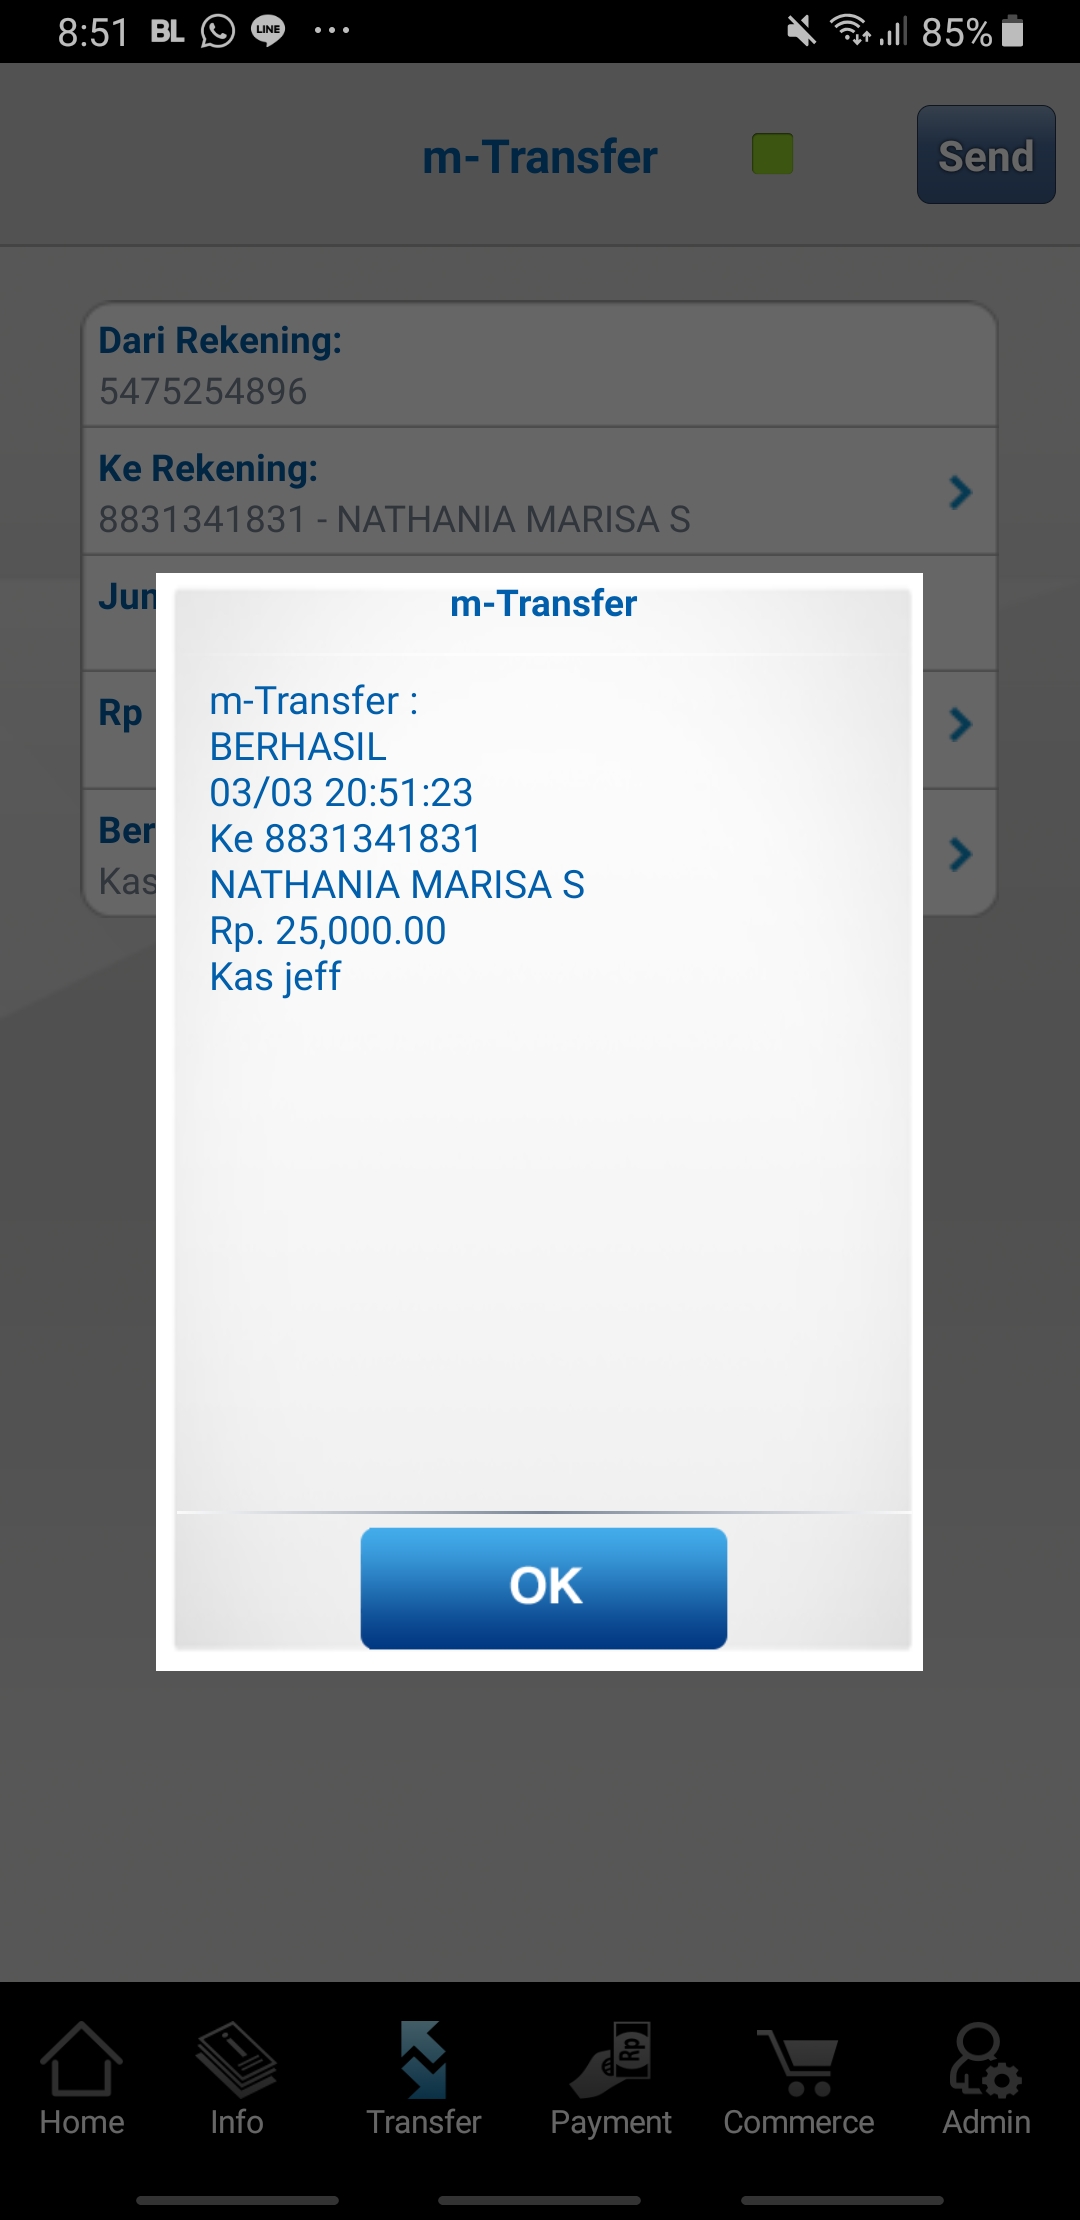 8:51 BL LINE ... 85%
m-Transfer
Send
Dari Rekening:
5475254896
Ke Rekening:
8831341831 - NATHANIA MARISA S
Jum
Rp
Ber
Kas
m-Transfer
m-Transfer :
BERHASIL
03/03 20:51:23
Ke 8831341831
NATHANIA MARISA S
Rp. 25,000.00
Kas jeff
OK
Rp
Home Info Transfer Payment Commerce Admin